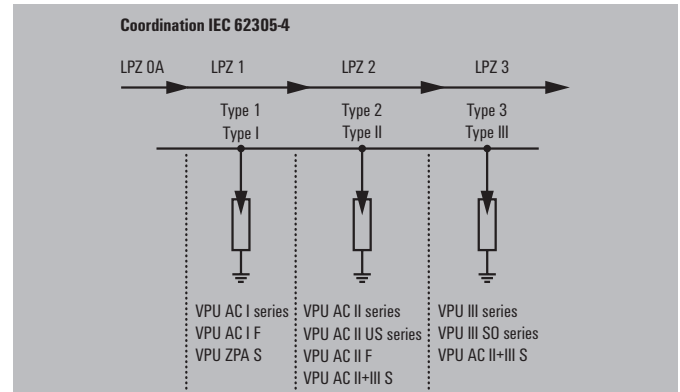 Coordination IEC 62305-4
LPZ 0A LPZ 1 LPZ 2 LPZ 3
Type 1 Type 2 Type 3
Type I Type II Type III
VPU AC I series VPU AC II series VPU III series
VPU AC I F VPU AC II US series VPU III SO series
VPU ZPA S VPU AC II F VPU AC II+III S
VPU AC II+III S